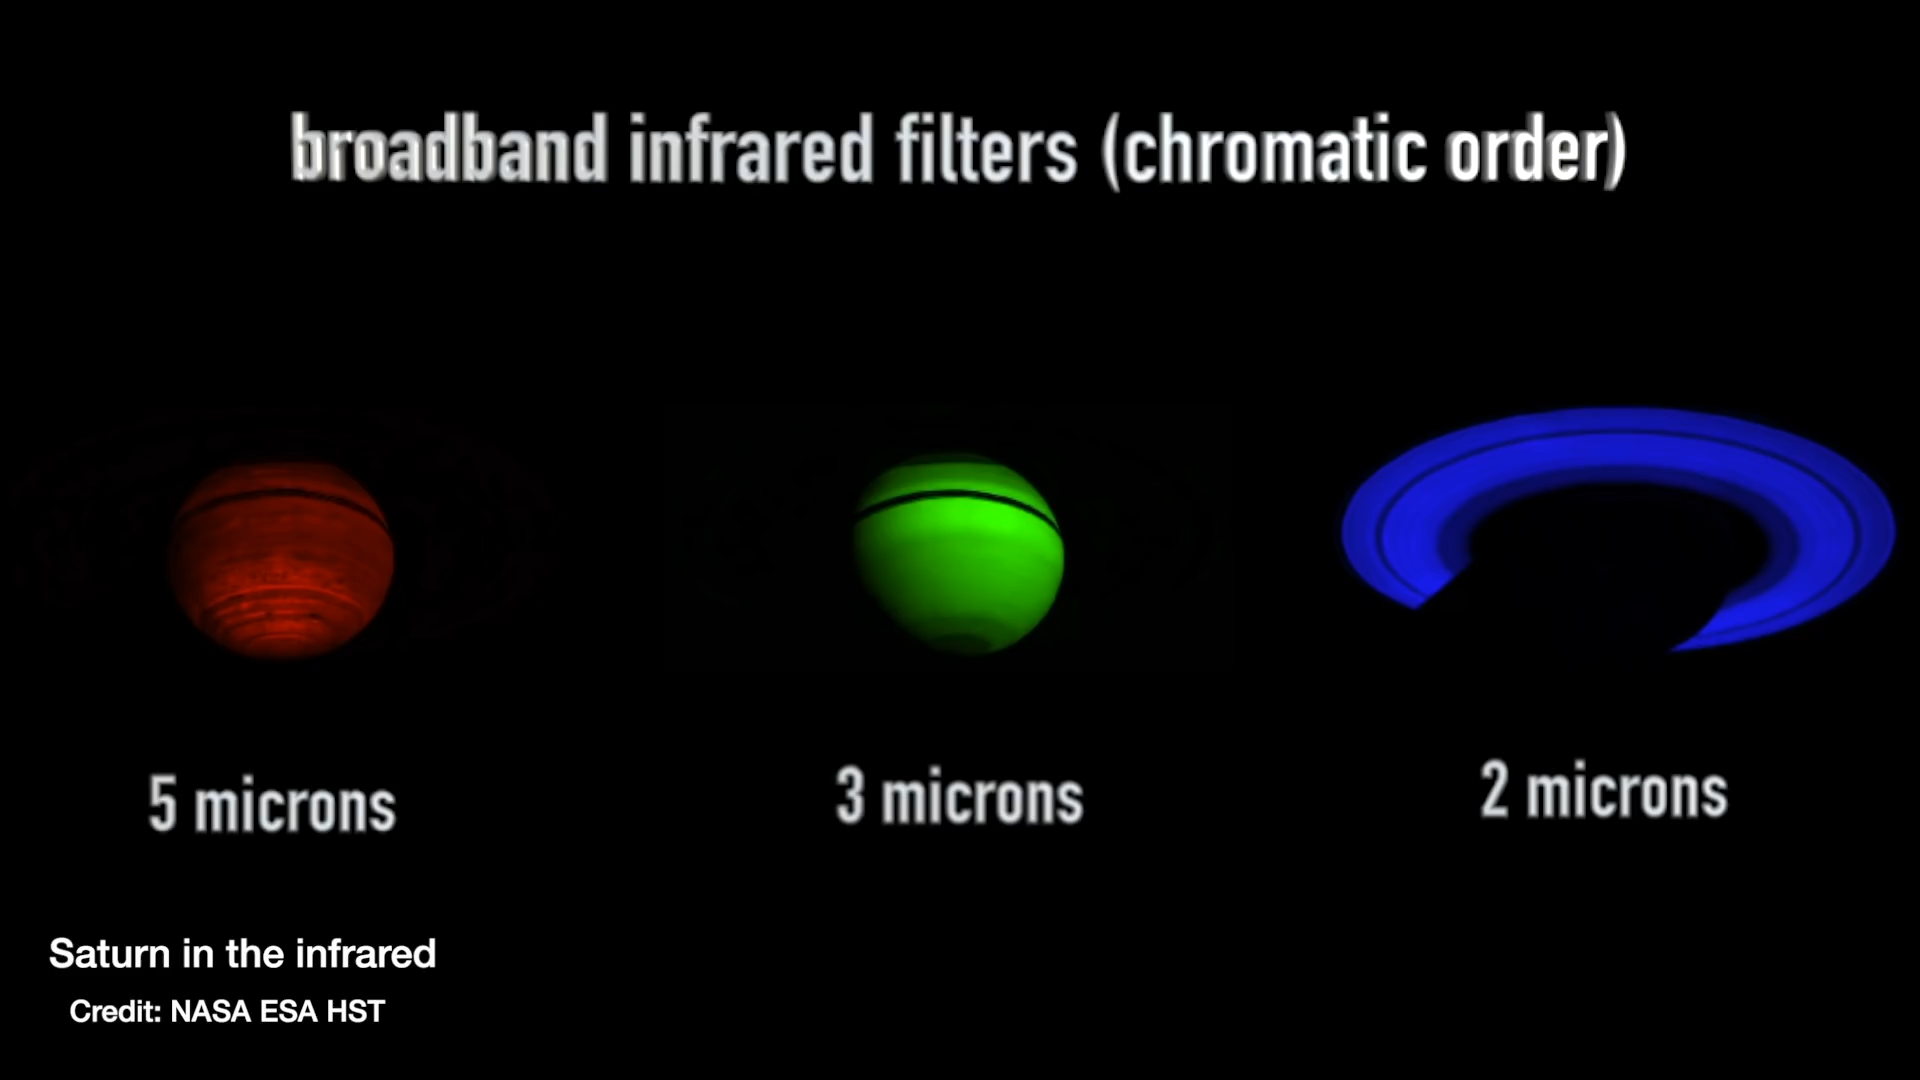 broadband infrared filters (chromatic order)
5 microns
3 microns
2 microns
Saturn in the infrared
Credit: NASA ESA HST